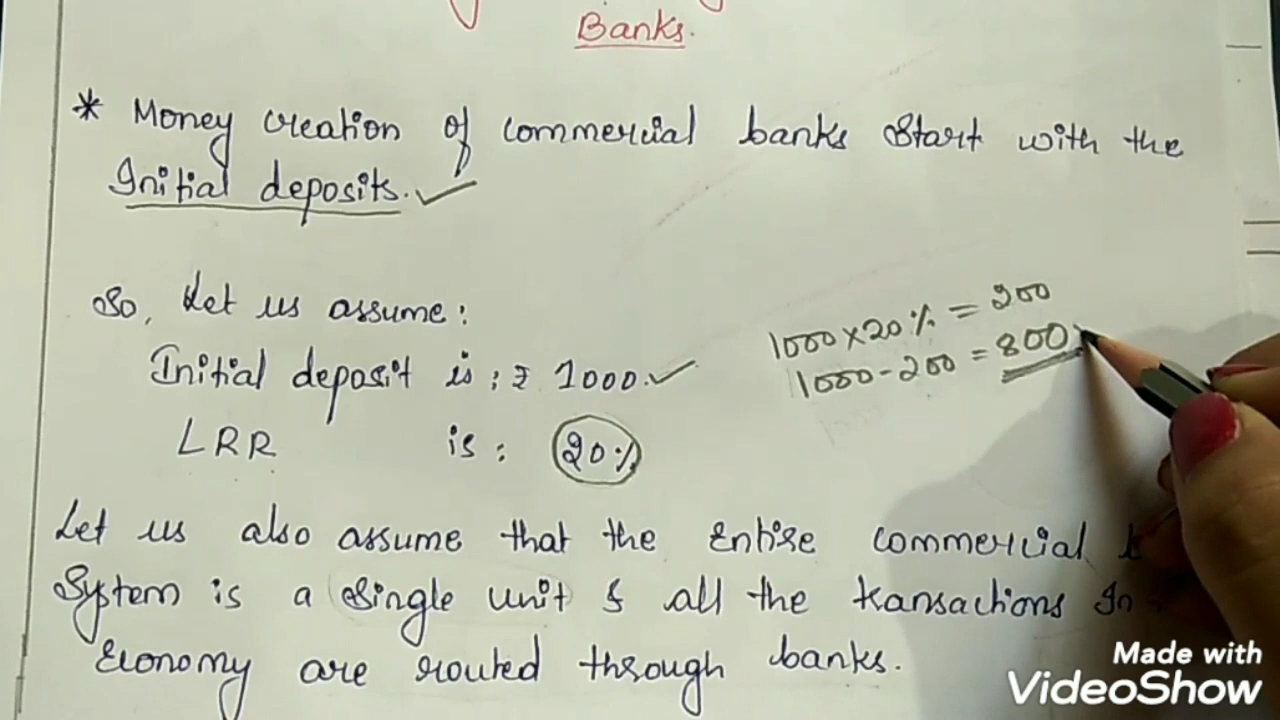 Banks.
* Money creation of commercial banks start with the
Initial deposits.
So, Let us assume:
Initial deposit is : ₹ 1000.
LRR is : 20%
1000 × 20% = 200
1000 - 200 = 800
Let us also assume that the Entire commercial
System is a single unit & all the transactions In
Economy are routed through banks.
Made with
VideoShow